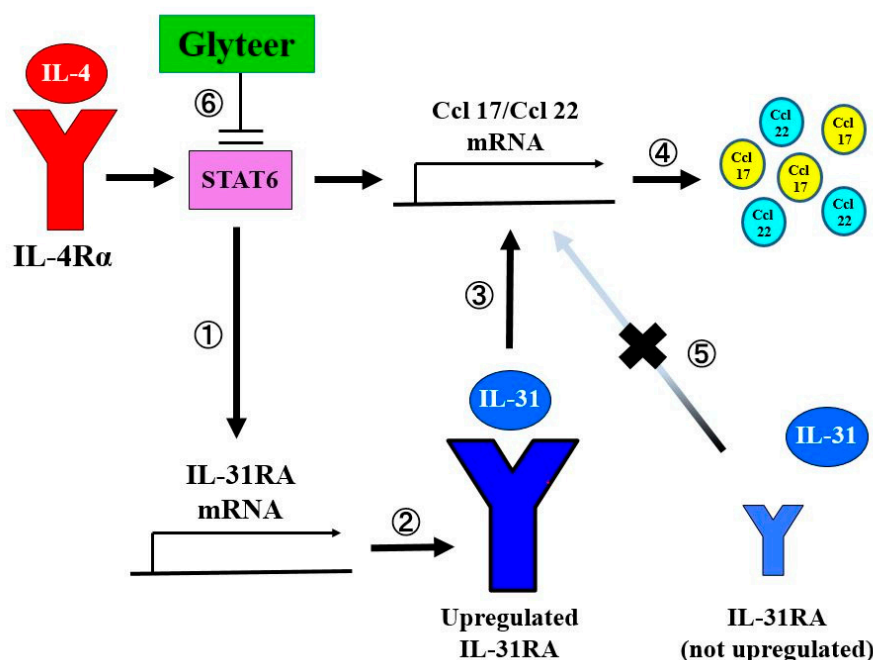 Glyteer
IL-4
⑥
Ccl 17/Ccl 22
mRNA
④
Ccl
22
Ccl
17
Ccl
17
Ccl
17
Ccl
22
Ccl
22
STAT6
IL-4Rα
①
③
⑤
IL-31
IL-31
IL-31RA
mRNA
②
Upregulated
IL-31RA
IL-31RA
(not upregulated)